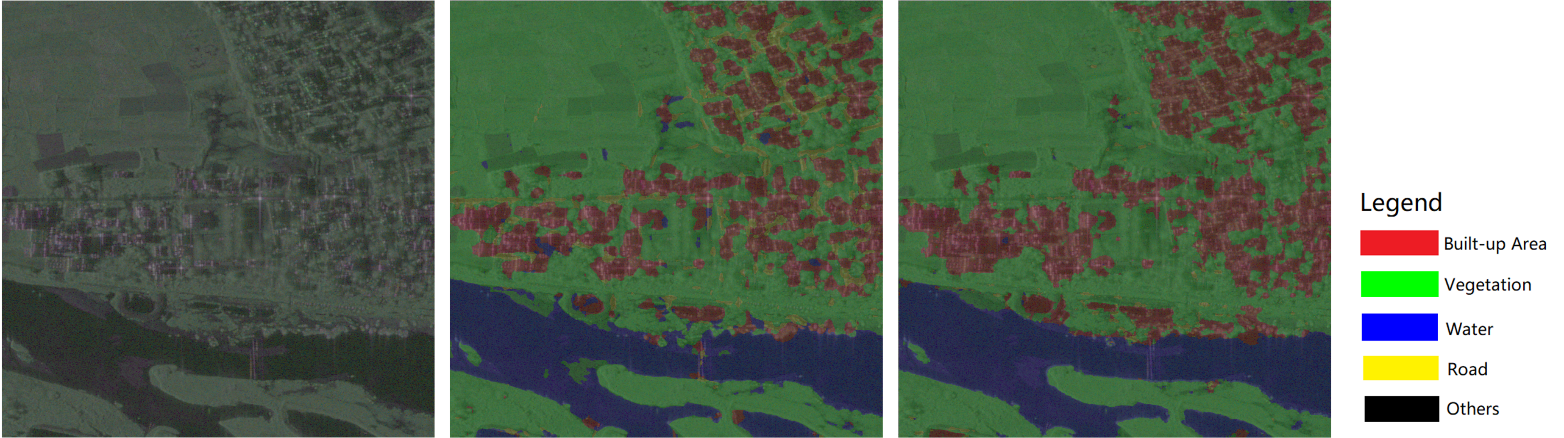 Legend
Built-up Area
Vegetation
Water
Road
Others